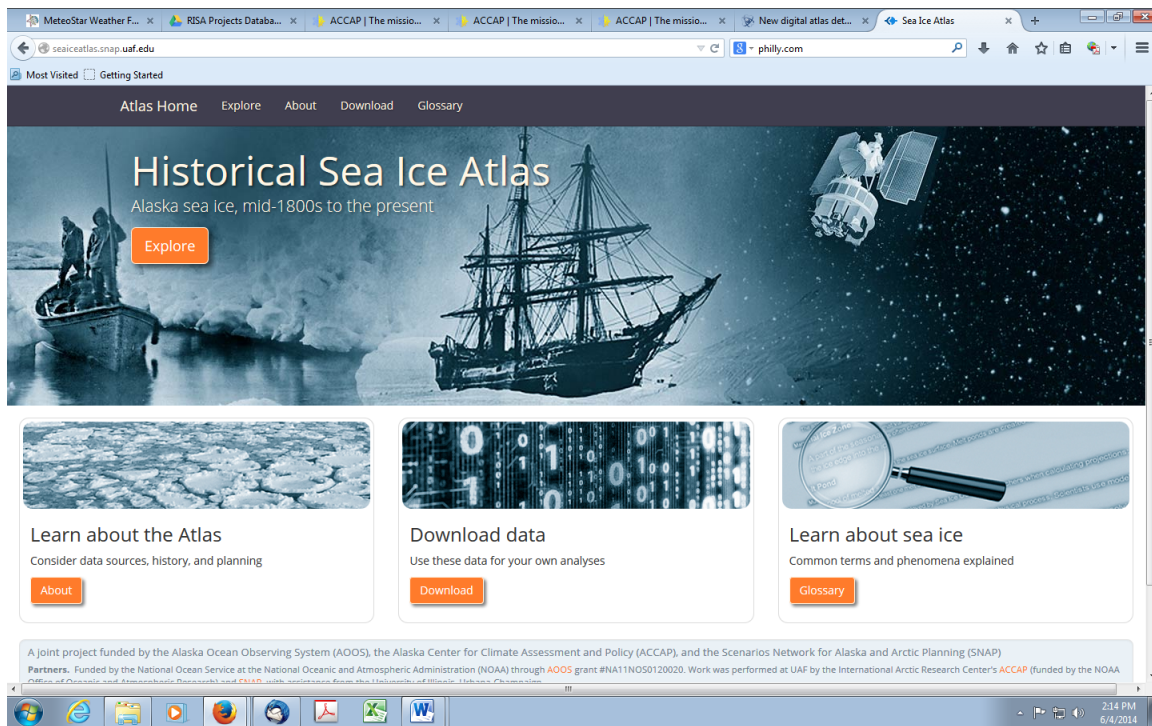 MeteoStar Weather F...
RISA Projects Databa...
ACCAP | The missio...
ACCAP | The missio...
ACCAP | The missio...
New digital atlas det...
Sea Ice Atlas
seaiceatlas.snap.uaf.edu
philly.com
Most Visited
Getting Started
Atlas Home
Explore
About
Download
Glossary
Historical Sea Ice Atlas
Alaska sea ice, mid-1800s to the present
Explore
Learn about the Atlas
Consider data sources, history, and planning
About
Download data
Use these data for your own analyses
Download
Learn about sea ice
Common terms and phenomena explained
Glossary
A joint project funded by the Alaska Ocean Observing System (AOOS), the Alaska Center for Climate Assessment and Policy (ACCAP), and the Scenarios Network for Alaska and Arctic Planning (SNAP)
Partners. Funded by the National Ocean Service at the National Oceanic and Atmospheric Administration (NOAA) through AOOS grant #NA11NOS0120020. Work was performed at UAF by the International Arctic Research Center's ACCAP (funded by the NOAA
Office of Oceanic and Atmospheric Research) and SNAP, with assistance from the University of Illinois, Urbana-Champaign.
2:14 PM
6/4/2014